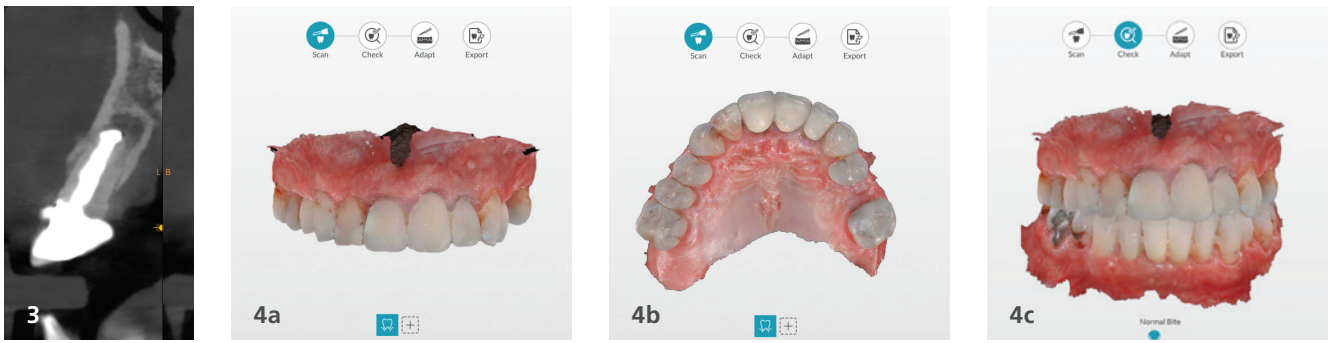 Scan Check Adapt Export
Scan Check Adapt Export
Scan Check Adapt Export
L B
3
4a
4b
4c
Normal Bite